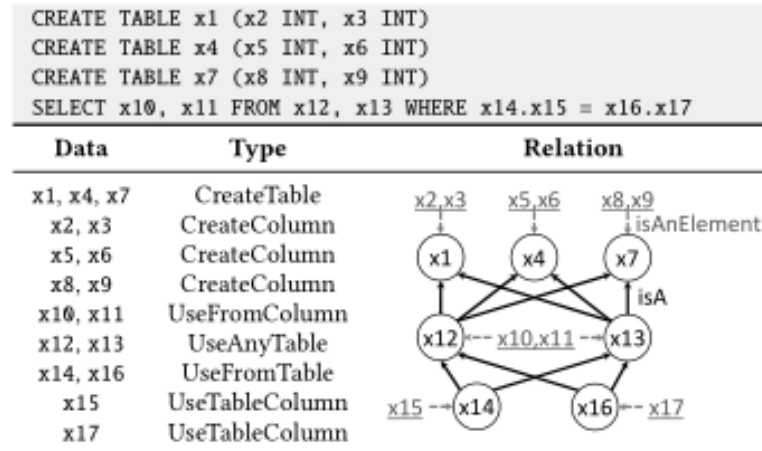 CREATE TABLE x1 (x2 INT, x3 INT)
CREATE TABLE x4 (x5 INT, x6 INT)
CREATE TABLE x7 (x8 INT, x9 INT)
SELECT x10, x11 FROM x12, x13 WHERE x14.x15 = x16.x17
Data Type Relation
x1, x4, x7 CreateTable
x2, x3 CreateColumn
x5, x6 CreateColumn
x8, x9 CreateColumn
x10, x11 UseFromColumn
x12, x13 UseAnyTable
x14, x16 UseFromTable
x15 UseTableColumn
x17 UseTableColumn
x2,x3 x5,x6 x8,x9
isAnElement
x1 x4 x7
isA
x12 x10,x11 x13
x15 x14 x16 x17